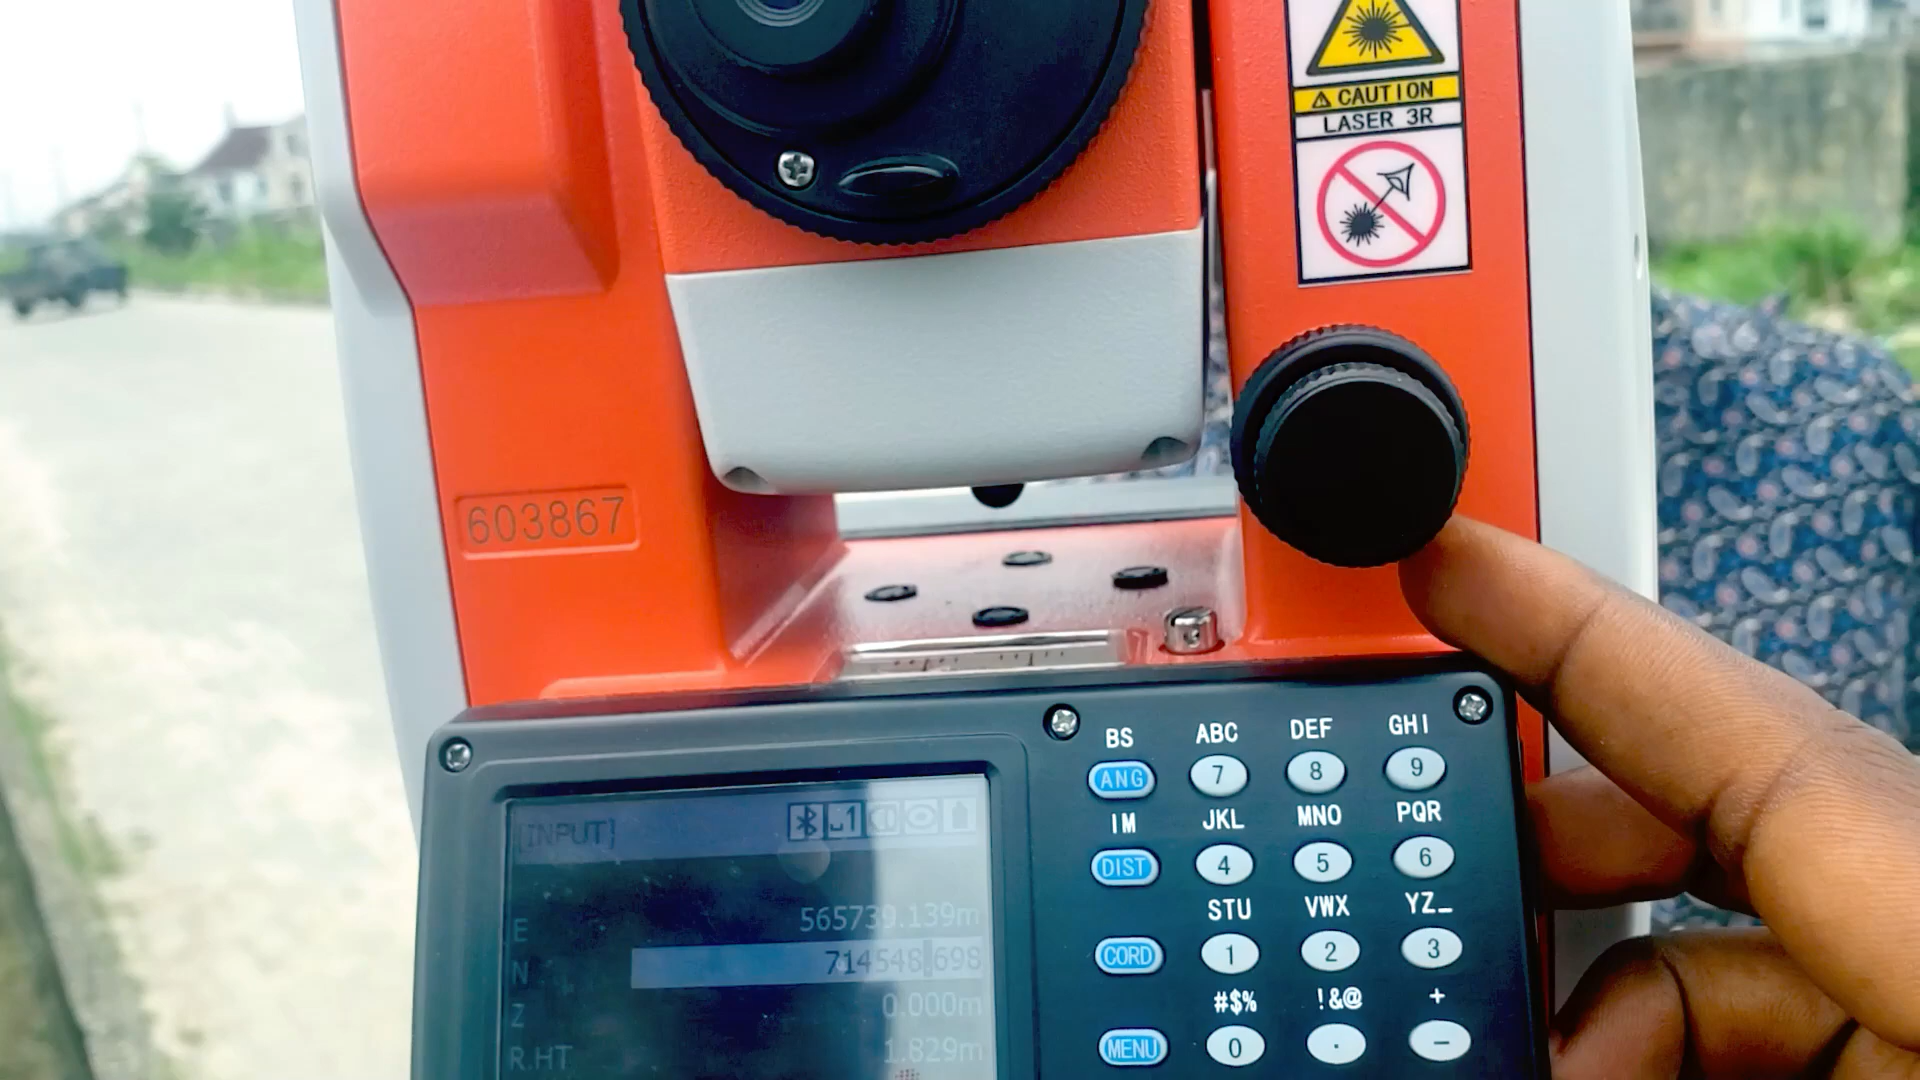 ⚠ CAUTION
LASER 3R
603867
BS ABC DEF GHI
ANG 7 8 9
IM JKL MNO PQR
DIST 4 5 6
STU VWX YZ_
CORD 1 2 3
#$% !&@ +
MENU 0 . −
[INPUT] 1
E 565739.139m
N 714548.698
Z 0.000m
R.HT 1.829m